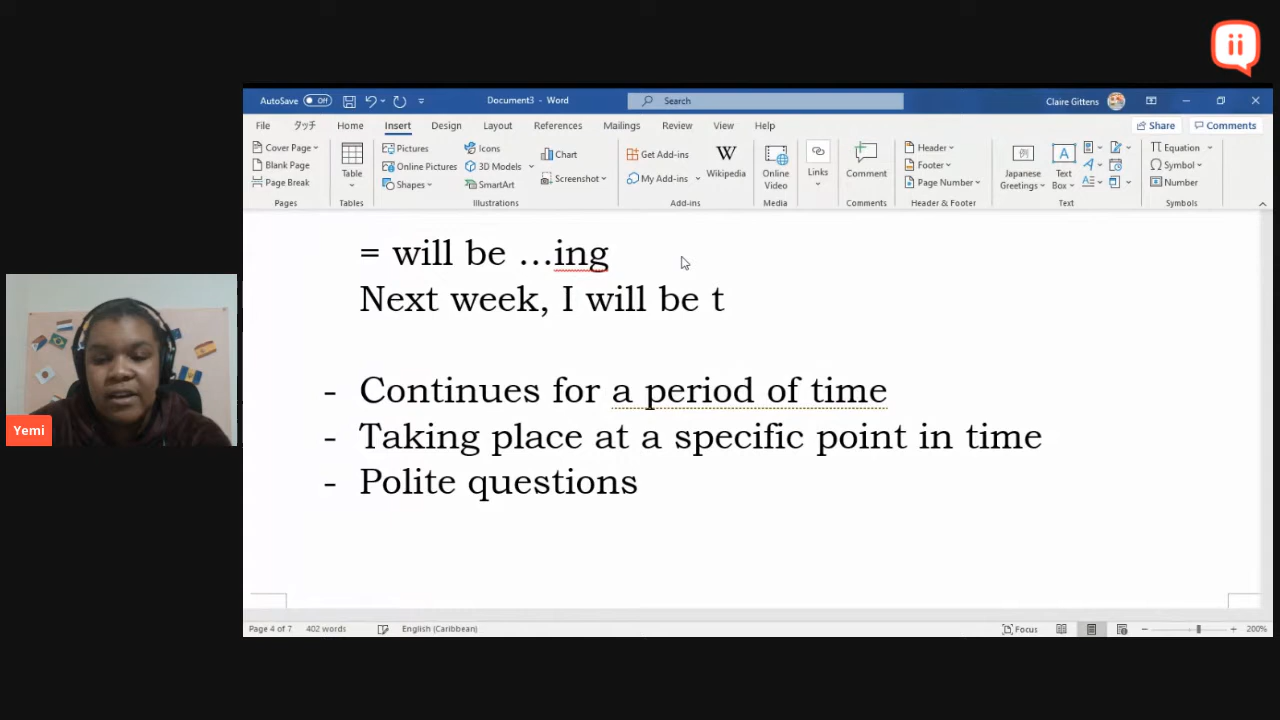 ii
AutoSave Off
Document3 - Word
Search
Claire Gittens
File タッチ Home Insert Design Layout References Mailings Review View Help
Share Comments
Cover Page
Blank Page
Page Break
Pages
Table
Tables
Pictures
Online Pictures
Shapes
Icons
3D Models
SmartArt
Chart
Screenshot
Illustrations
Get Add-ins
My Add-ins
Wikipedia
Add-ins
Online Video
Media
Links
Comment
Comments
Header
Footer
Page Number
Header & Footer
Japanese Greetings
Text Box
Text
Equation
Symbol
Number
Symbols
= will be ...ing
Next week, I will be t
- Continues for a period of time
- Taking place at a specific point in time
- Polite questions
Yemi
Page 4 of 7 402 words English (Caribbean) Focus 200%